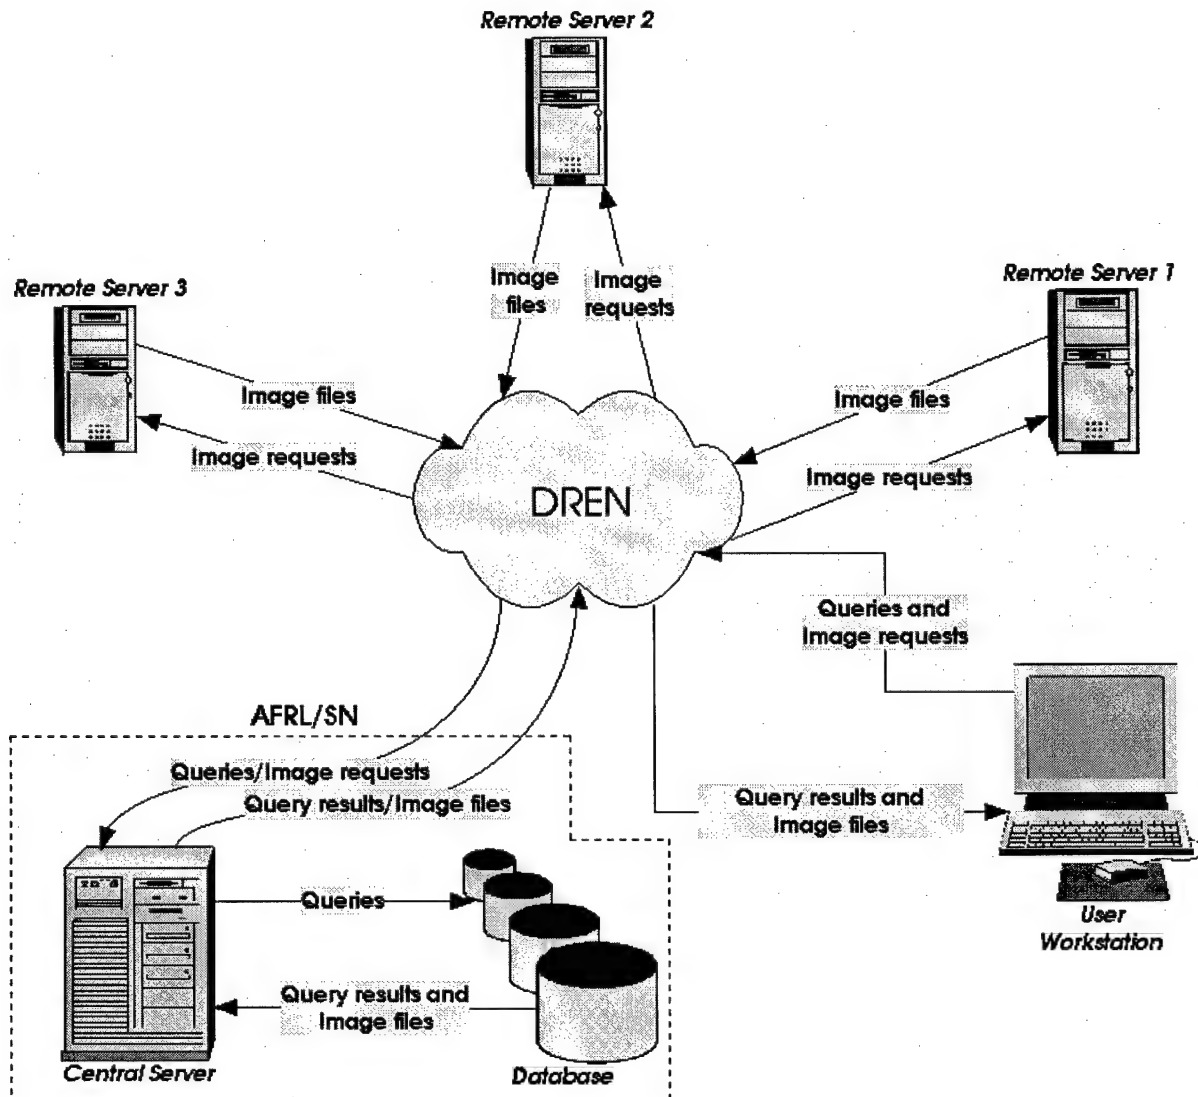 Remote Server 2
Image
files
Image
requests
Remote Server 3
Remote Server 1
Image files
Image requests
Image files
Image requests
DREN
Queries and
Image requests
AFRL/SN
Queries/Image requests
Query results/Image files
Query results and
Image files
Queries
User
Workstation
Query results and
Image files
Central Server
Database